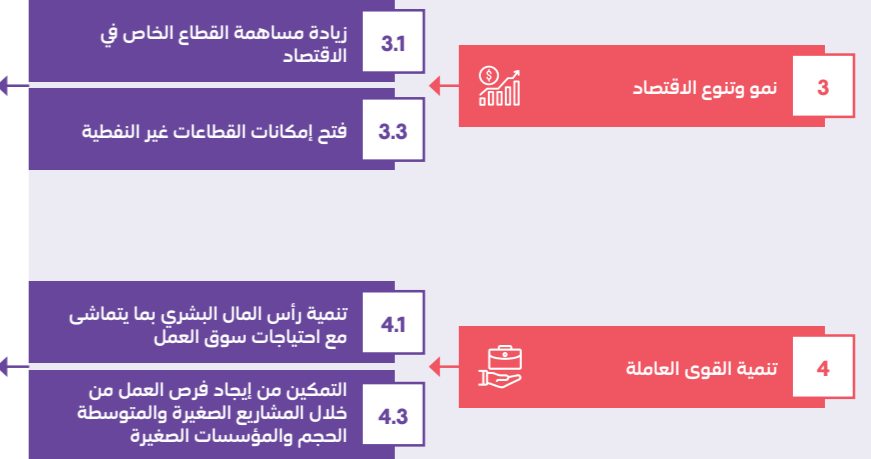 3
نمو وتنوع الاقتصاد
3.1
زيادة مساهمة القطاع الخاص في
الاقتصاد
3.3
فتح إمكانات القطاعات غير النفطية
4
تنمية القوى العاملة
4.1
تنمية رأس المال البشري بما يتماشى
مع احتياجات سوق العمل
4.3
التمكين من إيجاد فرص العمل من
خلال المشاريع الصغيرة والمتوسطة
الحجم والمؤسسات الصغيرة